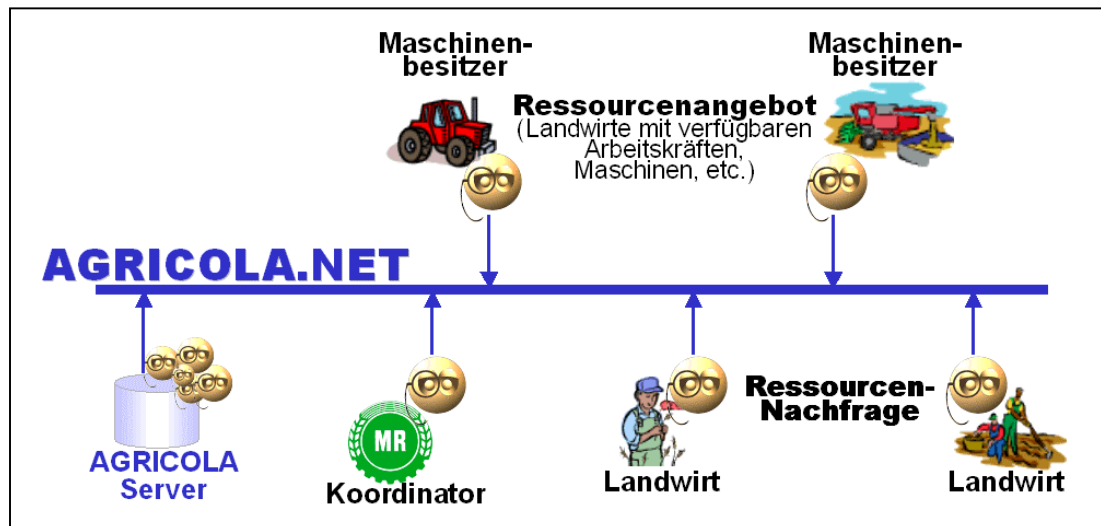 Maschinen-
besitzer
Maschinen-
besitzer
Ressourcenangebot
(Landwirte mit verfügbaren
Arbeitskräften,
Maschinen, etc.)
AGRICOLA.NET
AGRICOLA
Server
MR
Koordinator
Landwirt
Ressourcen-
Nachfrage
Landwirt